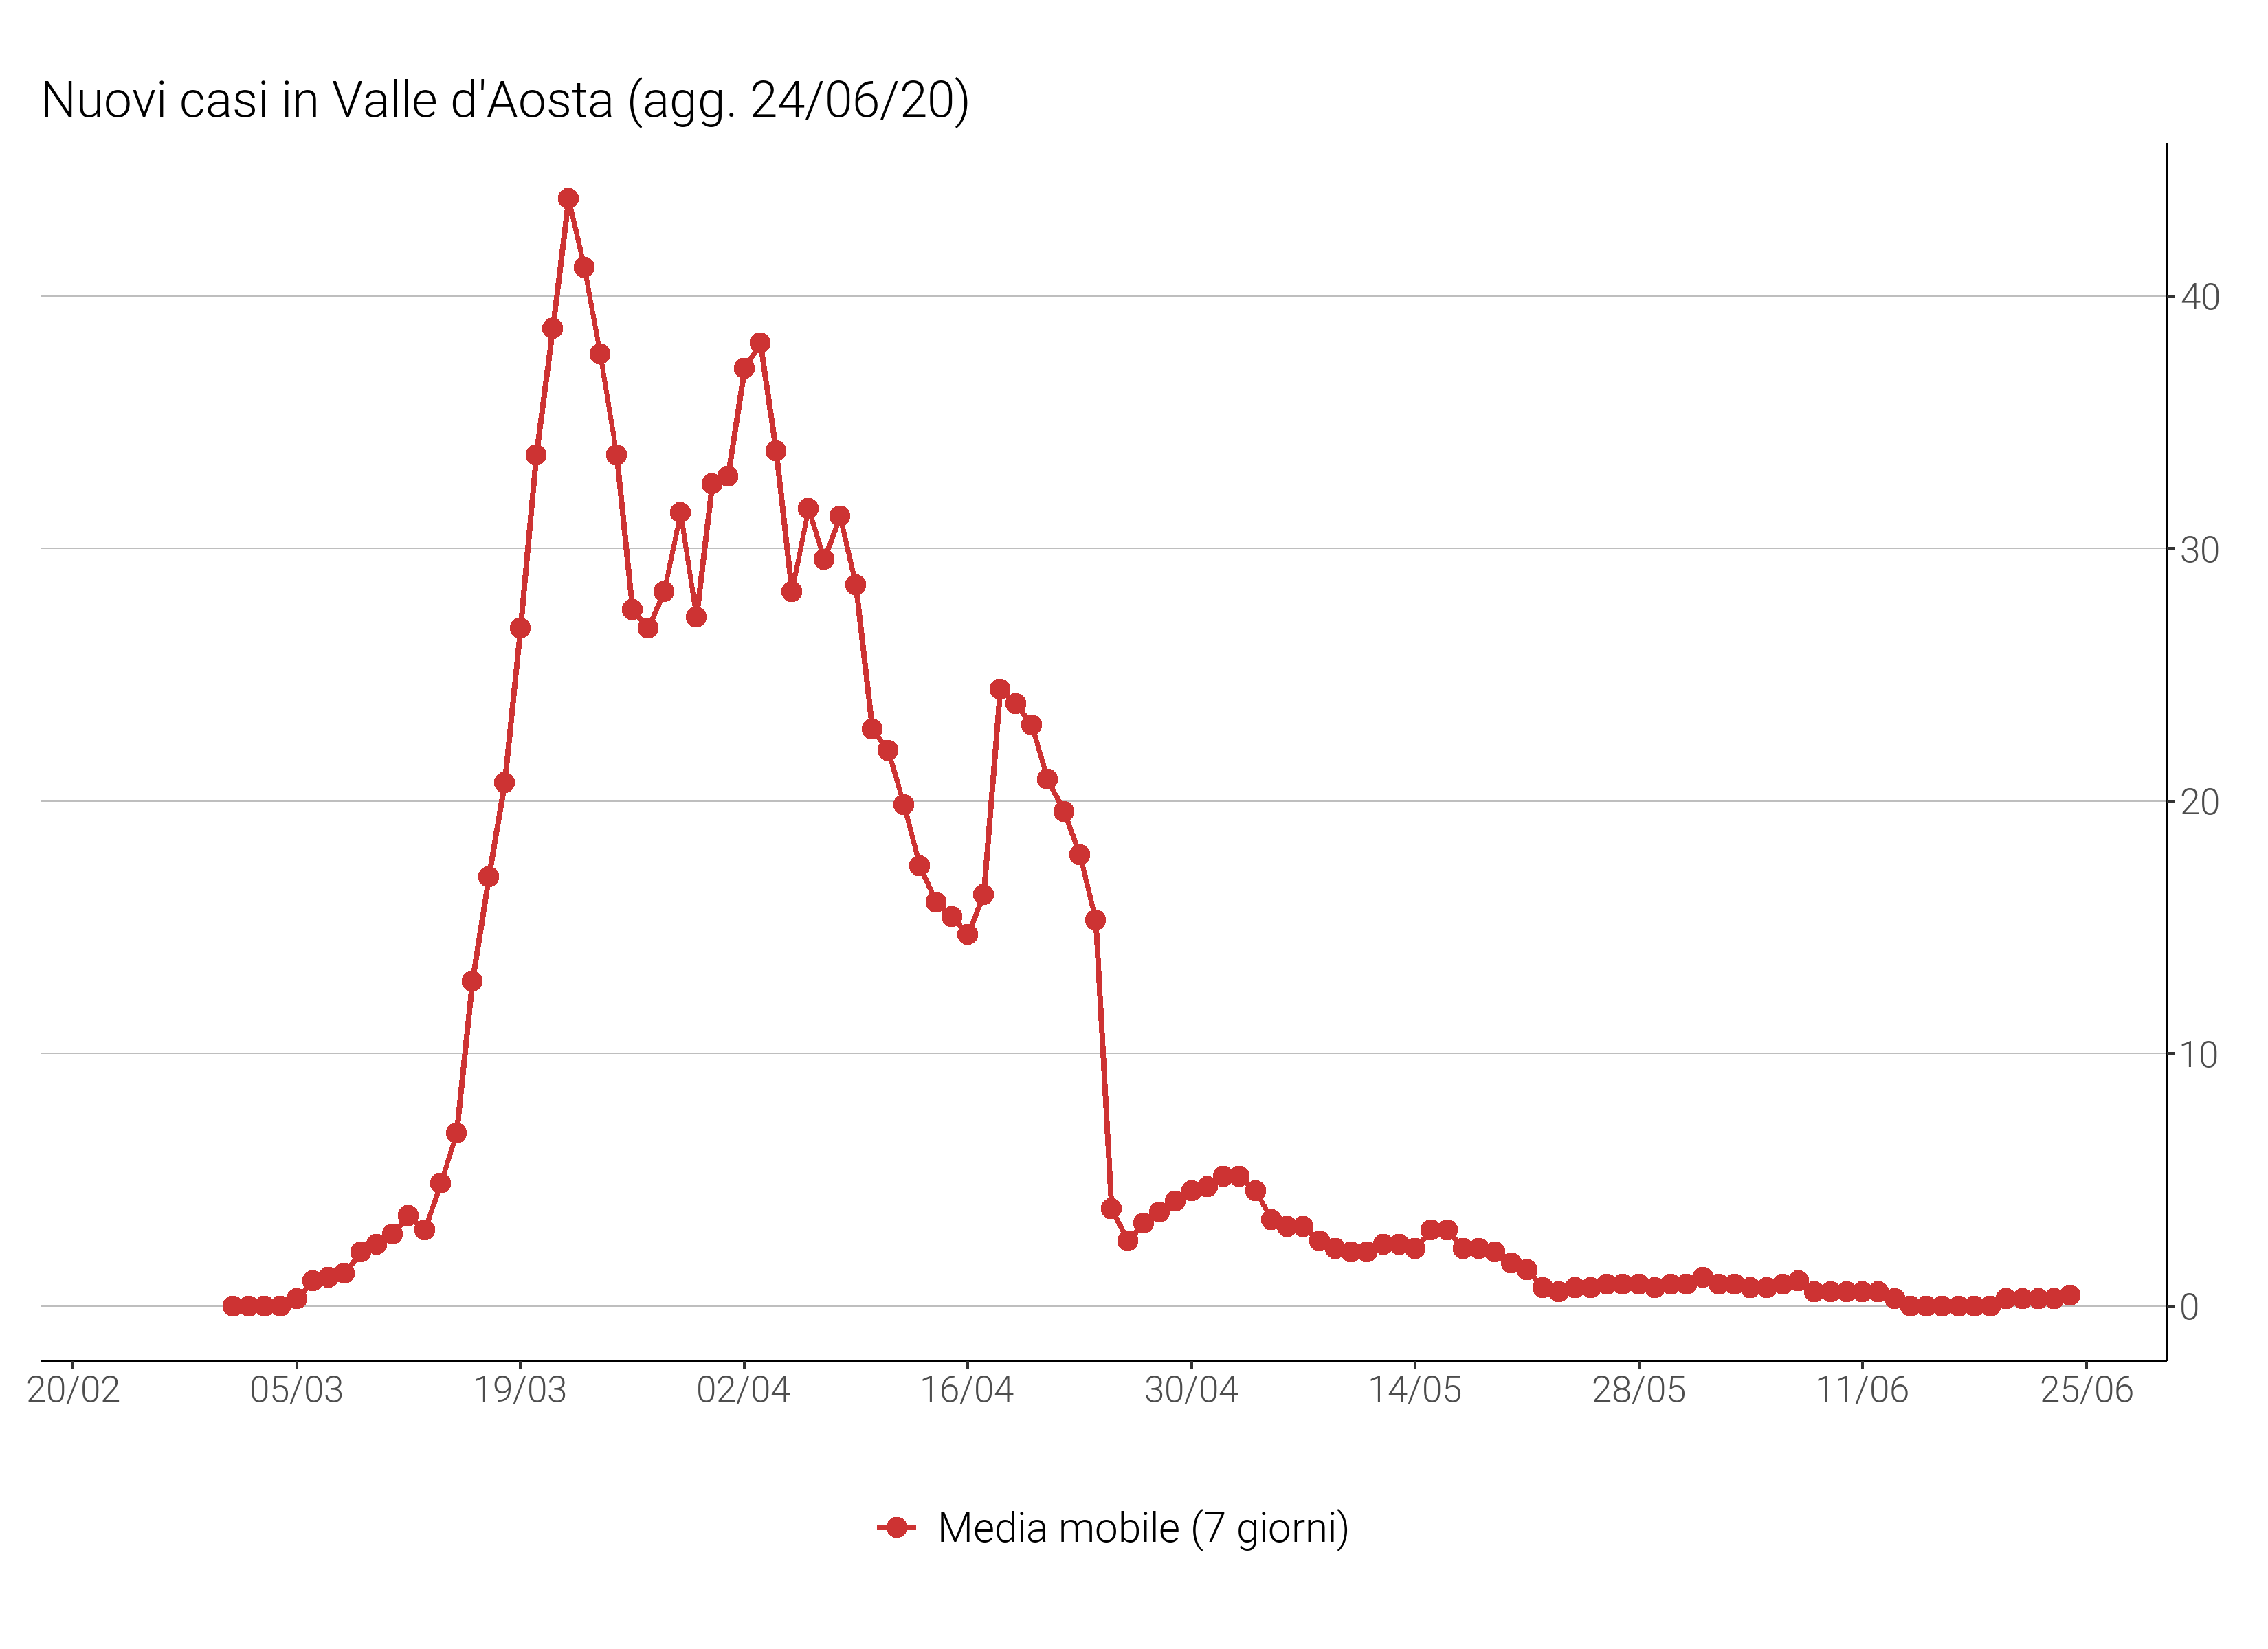 Nuovi casi in Valle d'Aosta (agg. 24/06/20)
40
30
20
10
0
20/02 05/03 19/03 02/04 16/04 30/04 14/05 28/05 11/06 25/06
Media mobile (7 giorni)